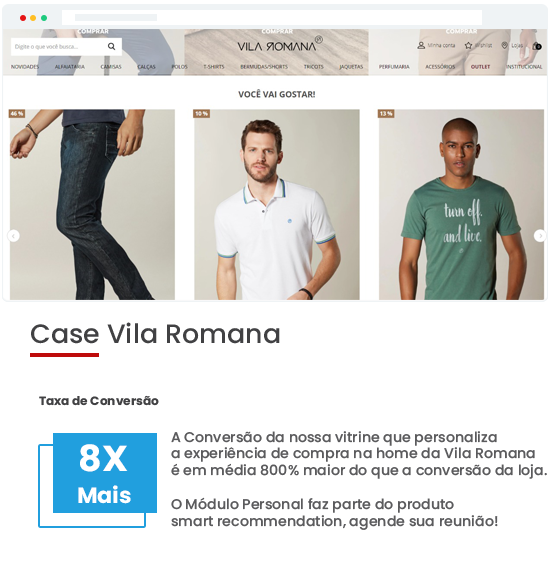 COMPRAR COMPRAR COMPRAR
Digite o que você busca...
VILA ROMANA
Minha conta Wishlist Lojas
NOVIDADES ALFAIATARIA CAMISAS CALÇAS POLOS T-SHIRTS BERMUDAS/SHORTS TRICOTS JAQUETAS PERFUMARIA ACESSÓRIOS OUTLET INSTITUCIONAL
VOCÊ VAI GOSTAR!
46 % 10 % 13 %
turn off.
and live.
Case Vila Romana
Taxa de Conversão
8X
Mais
A Conversão da nossa vitrine que personaliza
a experiência de compra na home da Vila Romana
é em média 800% maior do que a conversão da loja.
O Módulo Personal faz parte do produto
smart recommendation, agende sua reunião!